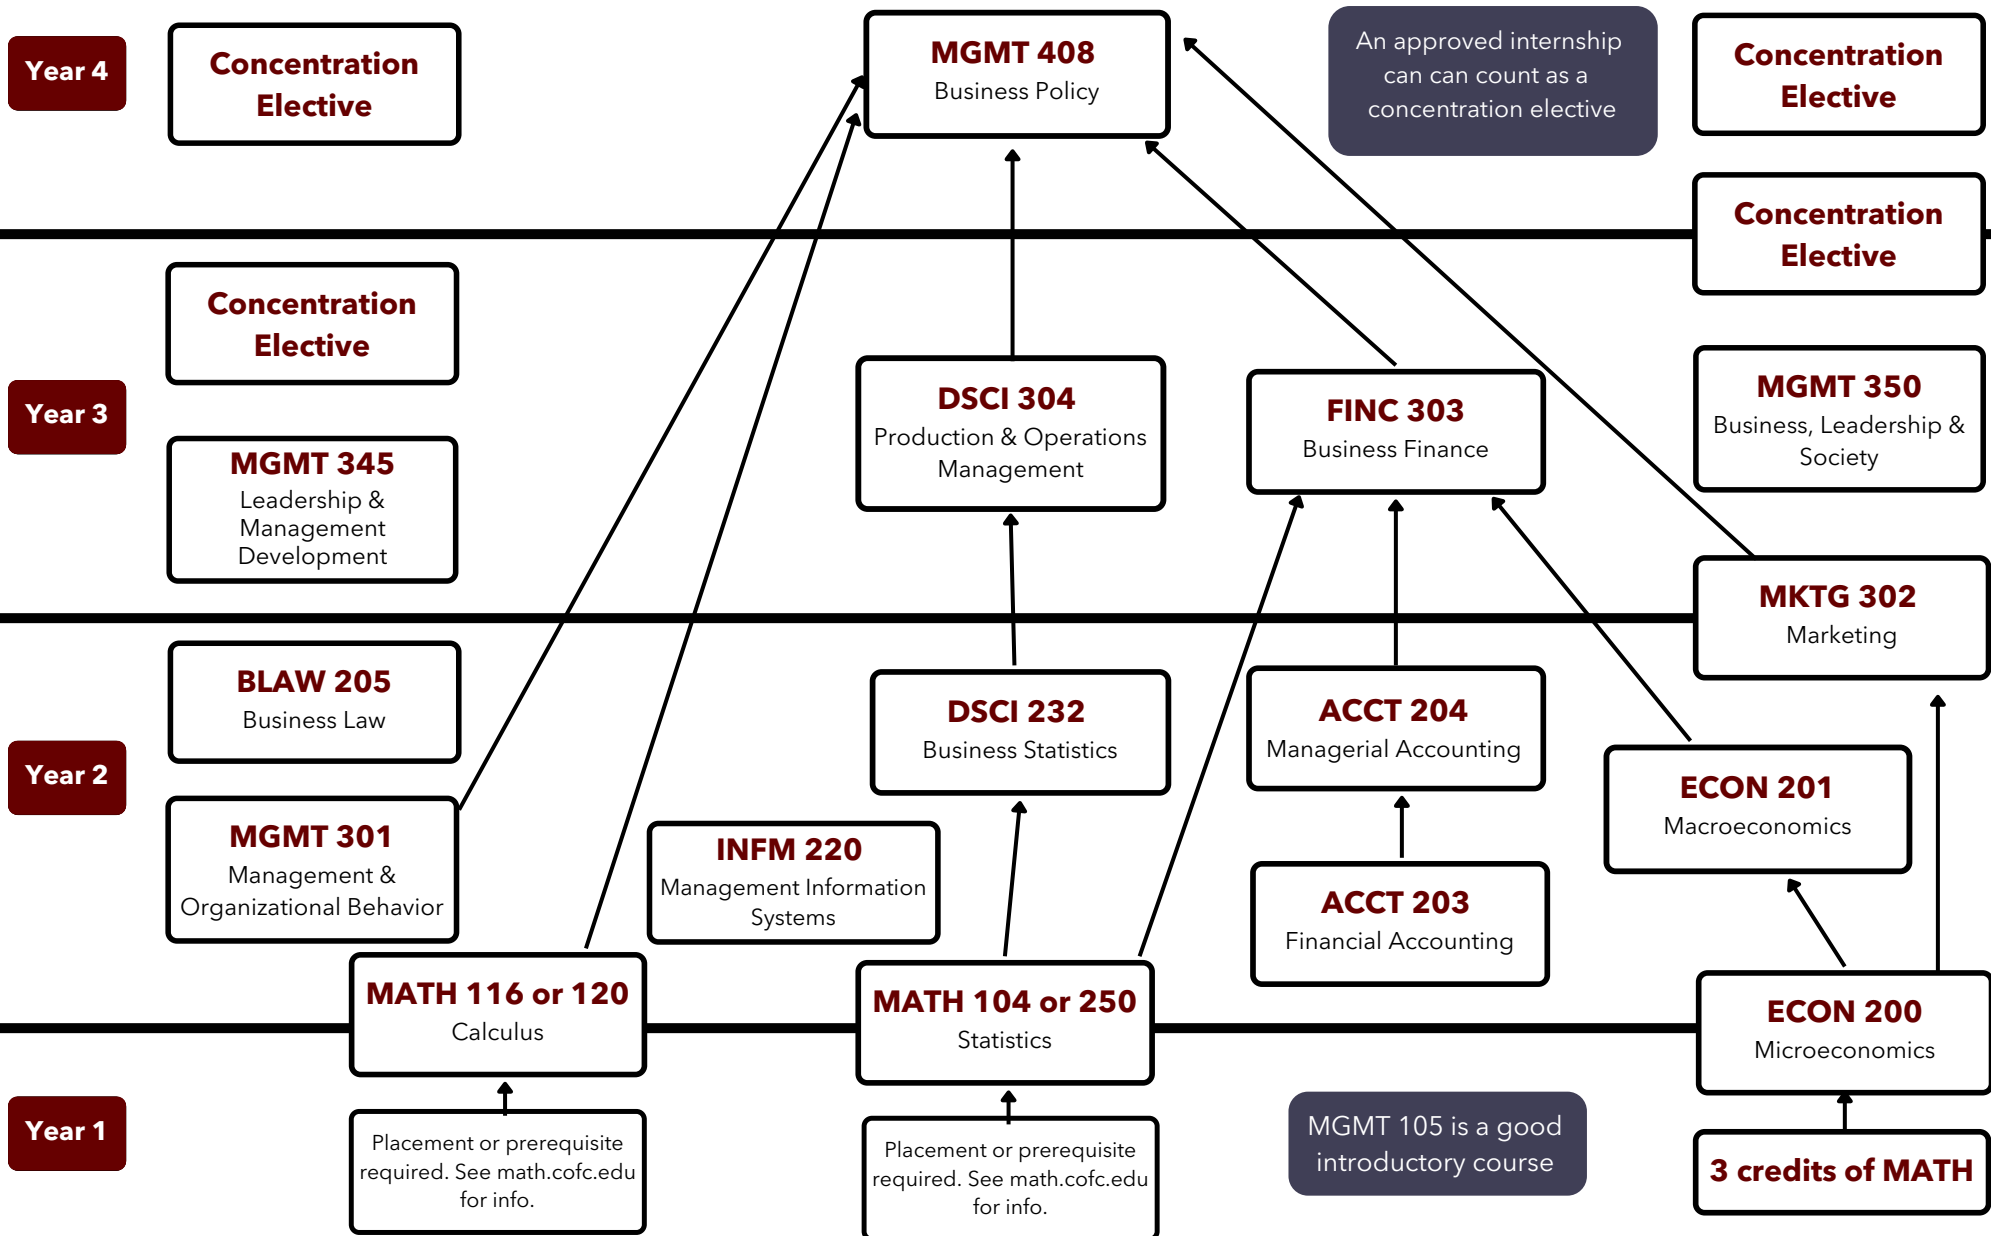 Year 4
Concentration
Elective
MGMT 408
Business Policy
An approved internship
can can count as a
concentration elective
Concentration
Elective
Concentration
Elective
Year 3
Concentration
Elective
MGMT 345
Leadership &
Management
Development
DSCI 304
Production & Operations
Management
FINC 303
Business Finance
MGMT 350
Business, Leadership &
Society
MKTG 302
Marketing
Year 2
BLAW 205
Business Law
MGMT 301
Management &
Organizational Behavior
INFM 220
Management Information
Systems
DSCI 232
Business Statistics
ACCT 204
Managerial Accounting
ACCT 203
Financial Accounting
ECON 201
Macroeconomics
MATH 116 or 120
Calculus
MATH 104 or 250
Statistics
ECON 200
Microeconomics
Year 1
Placement or prerequisite
required. See math.cofc.edu
for info.
Placement or prerequisite
required. See math.cofc.edu
for info.
MGMT 105 is a good
introductory course
3 credits of MATH